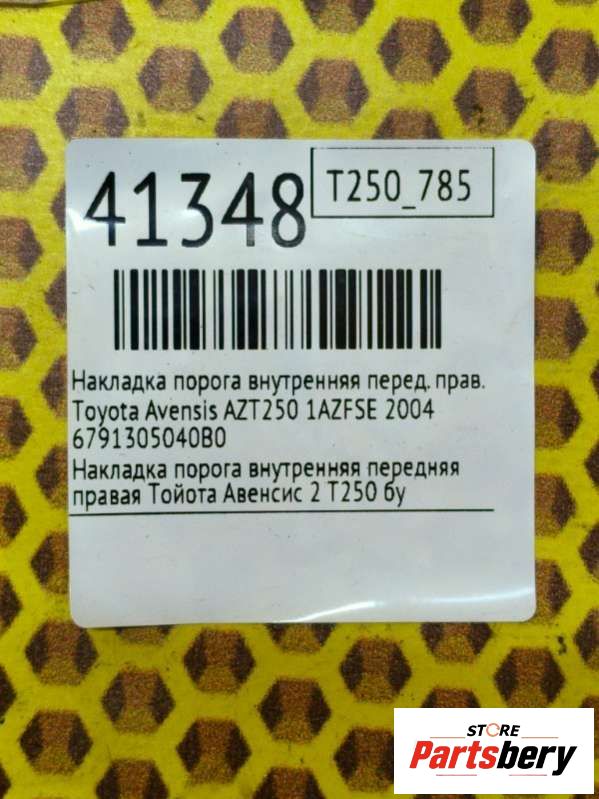 41348
T250_785
Накладка порога внутренняя перед. прав.
Toyota Avensis AZT250 1AZFSE 2004
6791305040B0
Накладка порога внутренняя передняя
правая Тойота Авенсис 2 Т250 бу
STORE
Partsbery